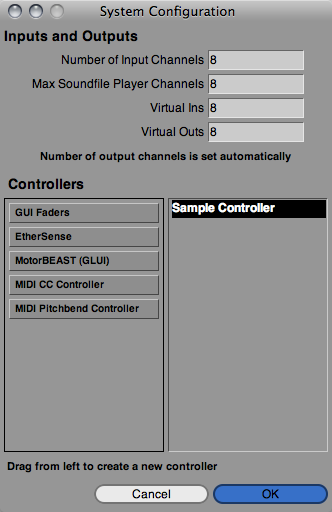 System Configuration
Inputs and Outputs
Number of Input Channels 8
Max Soundfile Player Channels 8
Virtual Ins 8
Virtual Outs 8
Number of output channels is set automatically
Controllers
GUI Faders
EtherSense
MotorBEAST (GLUI)
MIDI CC Controller
MIDI Pitchbend Controller
Sample Controller
Drag from left to create a new controller
Cancel OK